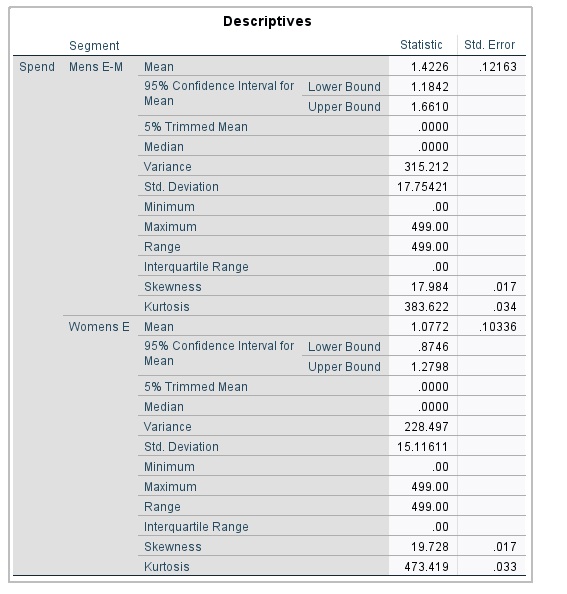 Descriptives
Segment Statistic Std. Error
Spend Mens E-M Mean 1.4226 .12163
95% Confidence Interval for Mean Lower Bound 1.1842
Upper Bound 1.6610
5% Trimmed Mean .0000
Median .0000
Variance 315.212
Std. Deviation 17.75421
Minimum .00
Maximum 499.00
Range 499.00
Interquartile Range .00
Skewness 17.984 .017
Kurtosis 383.622 .034
Womens E Mean 1.0772 .10336
95% Confidence Interval for Mean Lower Bound .8746
Upper Bound 1.2798
5% Trimmed Mean .0000
Median .0000
Variance 228.497
Std. Deviation 15.11611
Minimum .00
Maximum 499.00
Range 499.00
Interquartile Range .00
Skewness 19.728 .017
Kurtosis 473.419 .033